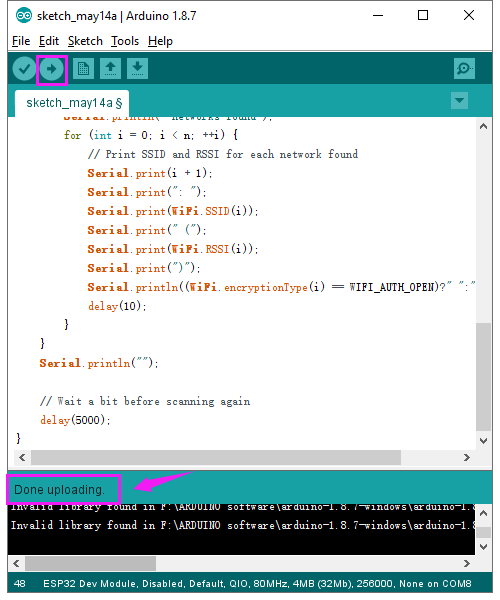 sketch_may14a | Arduino 1.8.7
File Edit Sketch Tools Help
sketch_may14a §
Serial.println(" networks found");
for (int i = 0; i < n; ++i) {
// Print SSID and RSSI for each network found
Serial.print(i + 1);
Serial.print(": ");
Serial.print(WiFi.SSID(i));
Serial.print(" (");
Serial.print(WiFi.RSSI(i));
Serial.print(")");
Serial.println((WiFi.encryptionType(i) == WIFI_AUTH_OPEN)?" ":"
delay(10);
}
}
Serial.println("");
// Wait a bit before scanning again
delay(5000);
}
Done uploading.
Invalid library found in F:\ARDUINO software\arduino-1.8.7-windows\arduino-1.8
Invalid library found in F:\ARDUINO software\arduino-1.8.7-windows\arduino-1.8
48 ESP32 Dev Module, Disabled, Default, QIO, 80MHz, 4MB (32Mb), 256000, None on COM8